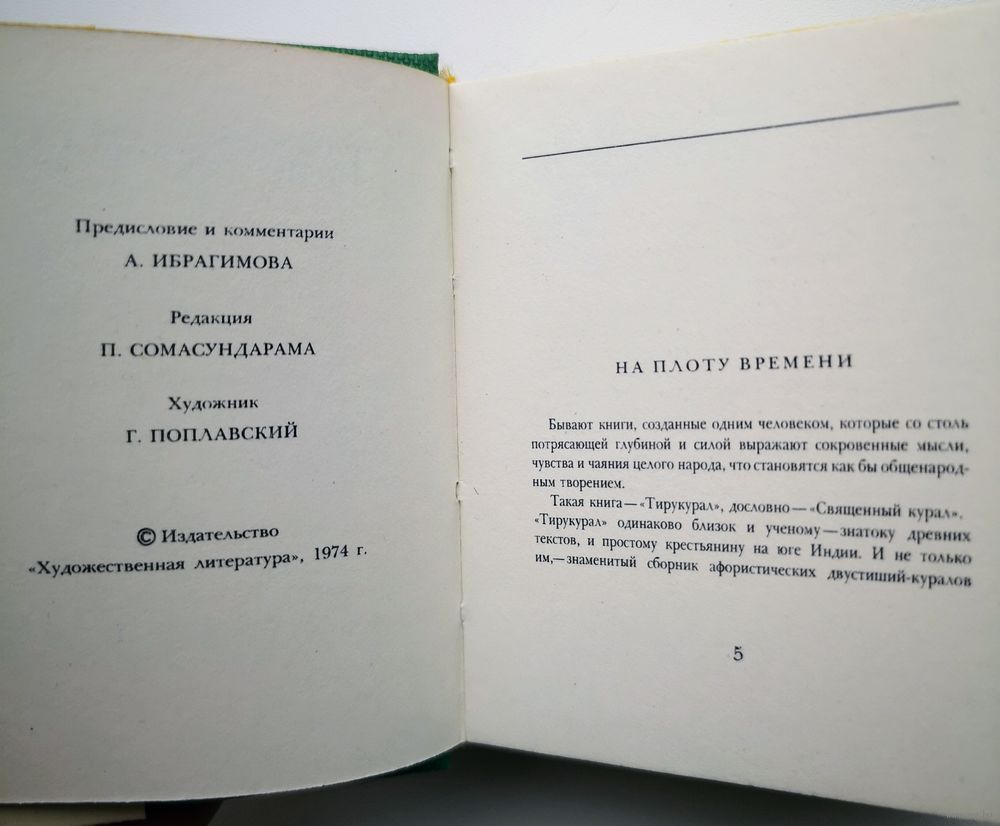 Предисловие и комментарии
А. ИБРАГИМОВА
Редакция
П. СОМАСУНДАРАМА
Художник
Г. ПОПЛАВСКИЙ
© Издательство
«Художественная литература», 1974 г.
НА ПЛОТУ ВРЕМЕНИ
Бывают книги, созданные одним человеком, которые со столь
потрясающей глубиной и силой выражают сокровенные мысли,
чувства и чаяния целого народа, что становятся как бы общенарод-
ным творением.
Такая книга — «Тирукурал», дословно — «Священный курал».
«Тирукурал» одинаково близок и ученому — знатоку древних
текстов, и простому крестьянину на юге Индии. И не только
им,— знаменитый сборник афористических двустиший-куралов
5